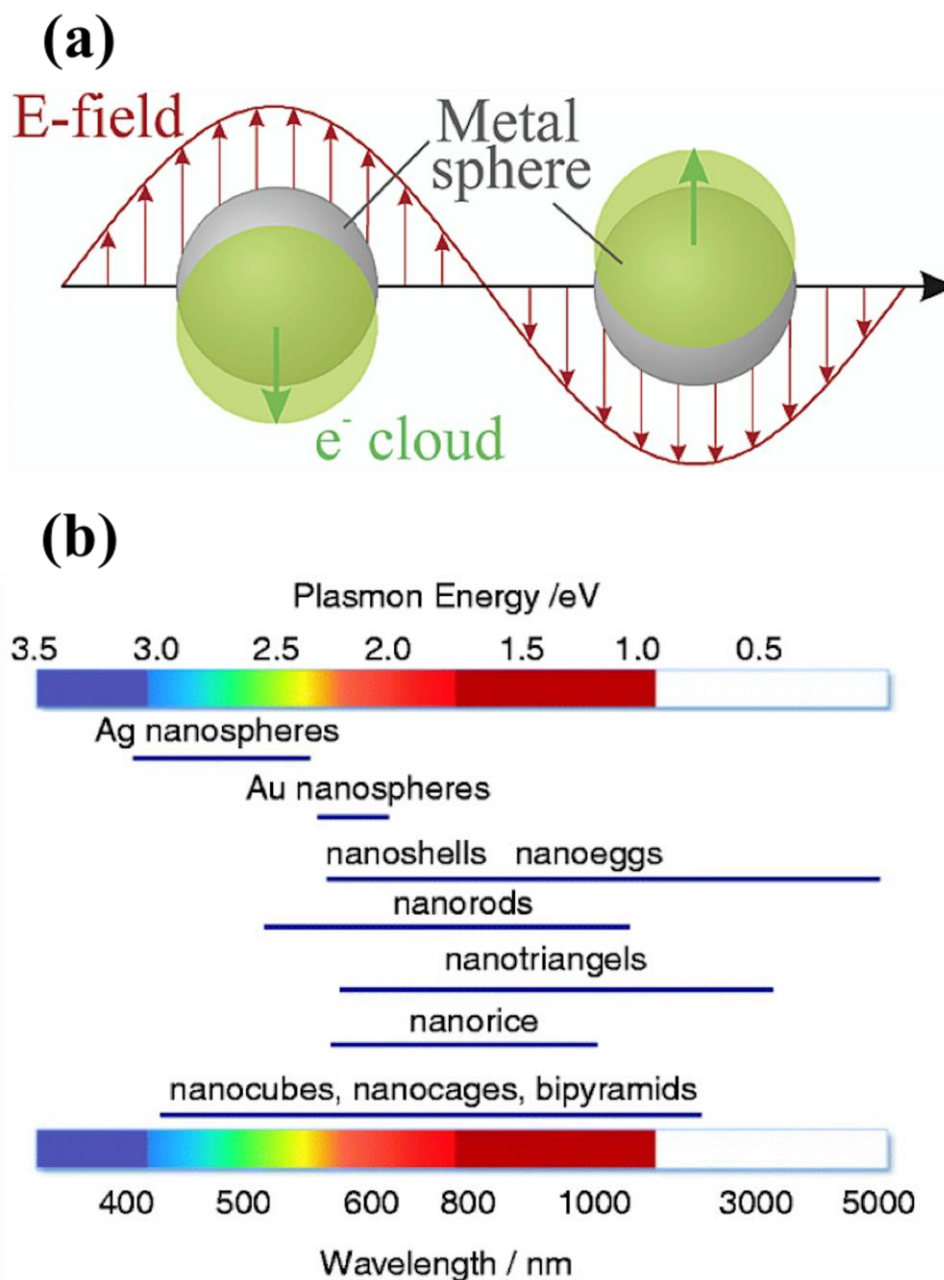 (a)
E-field
Metal
sphere
e⁻ cloud
(b)
Plasmon Energy /eV
3.5 3.0 2.5 2.0 1.5 1.0 0.5
Ag nanospheres
Au nanospheres
nanoshells nanoeggs
nanorods
nanotriangels
nanorice
nanocubes, nanocages, bipyramids
400 500 600 800 1000 3000 5000
Wavelength / nm